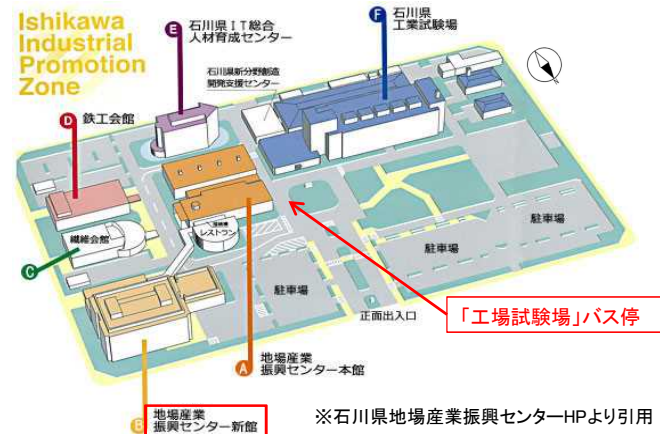 Ishikawa
Industrial
Promotion
Zone
E 石川県IT総合
人材育成センター
F 石川県
工業試験場
石川県新分野創造
開発支援センター
D 鉄工会館
繊維会館
レストラン
C
駐車場
駐車場
駐車場
正面出入口
「工場試験場」バス停
A 地場産業
振興センター本館
B 地場産業
振興センター新館
※石川県地場産業振興センターHPより引用